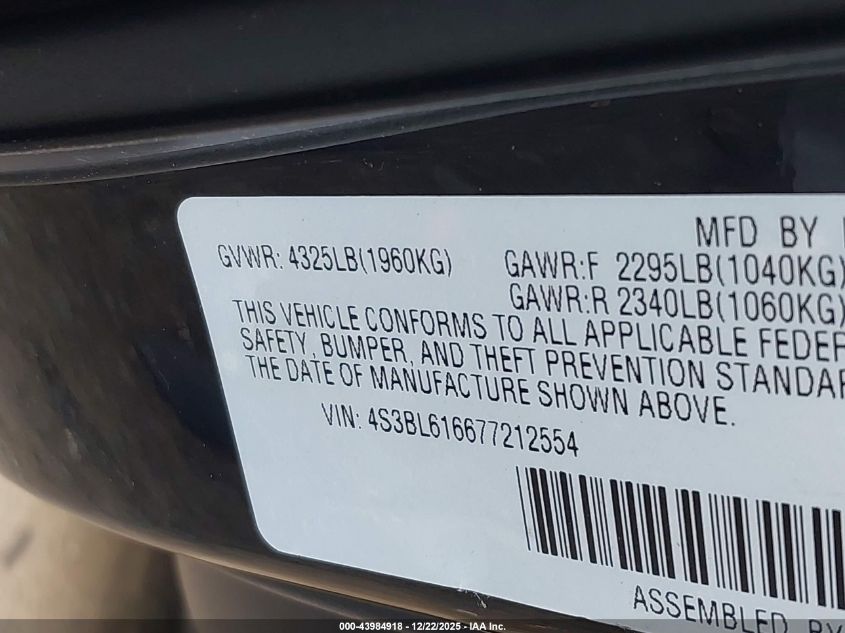 MFD BY
GVWR: 4325LB(1960KG) GAWR:F 2295LB(1040KG)
GAWR:R 2340LB(1060KG)
THIS VEHICLE CONFORMS TO ALL APPLICABLE FEDER
SAFETY, BUMPER, AND THEFT PREVENTION STANDAR
THE DATE OF MANUFACTURE SHOWN ABOVE.
VIN: 4S3BL616677212554
ASSEMBLED BY
000-43984918 - 12/22/2025 - IAA Inc.